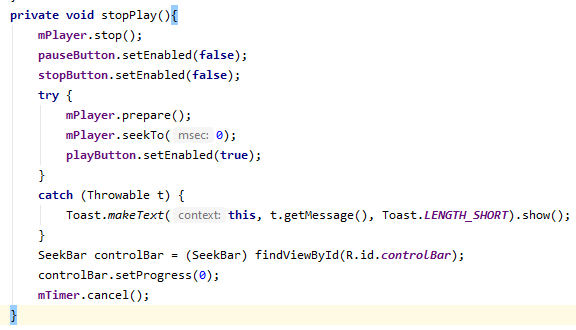 private void stopPlay(){
mPlayer.stop();
pauseButton.setEnabled(false);
stopButton.setEnabled(false);
try {
mPlayer.prepare();
mPlayer.seekTo( msec: 0);
playButton.setEnabled(true);
}
catch (Throwable t) {
Toast.makeText( context: this, t.getMessage(), Toast.LENGTH_SHORT).show();
}
SeekBar controlBar = (SeekBar) findViewById(R.id.controlBar);
controlBar.setProgress(0);
mTimer.cancel();
}